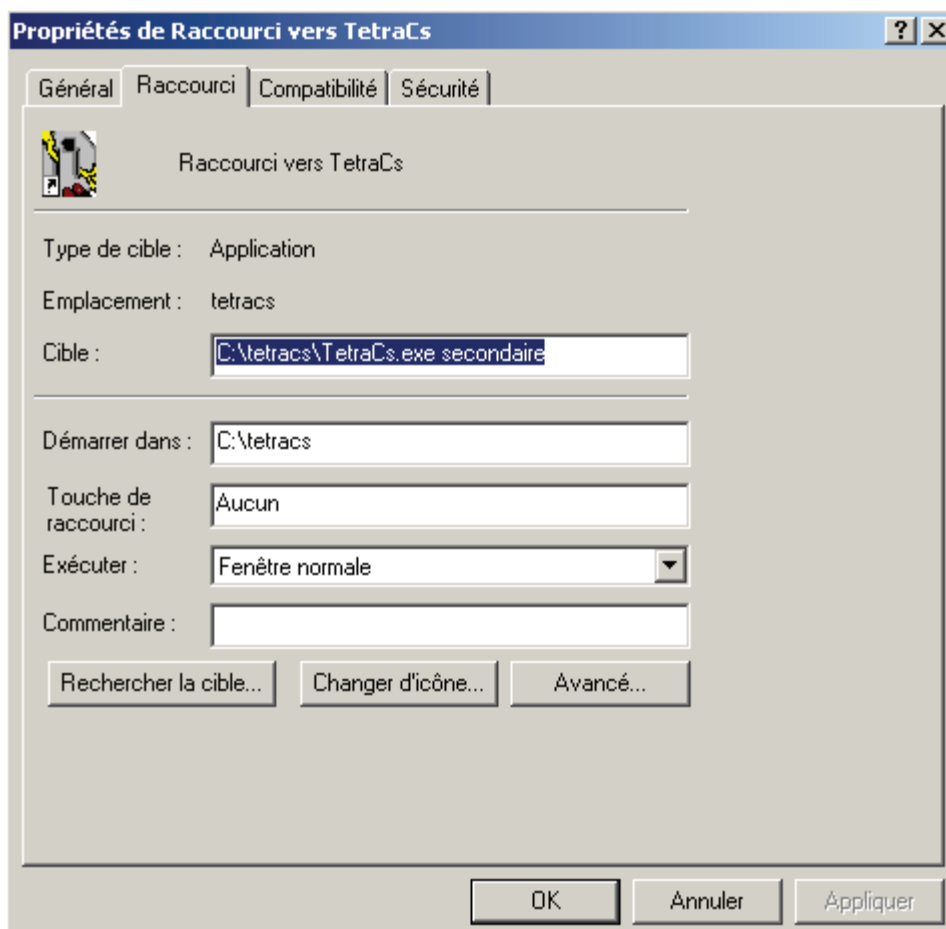 Propriétés de Raccourci vers TetraCs
Général Raccourci Compatibilité Sécurité
Raccourci vers TetraCs
Type de cible : Application
Emplacement : tetracs
Cible : C:\tetracs\TetraCs.exe secondaire
Démarrer dans : C:\tetracs
Touche de
raccourci : Aucun
Exécuter : Fenêtre normale
Commentaire :
Rechercher la cible... Changer d'icône... Avancé...
OK Annuler Appliquer